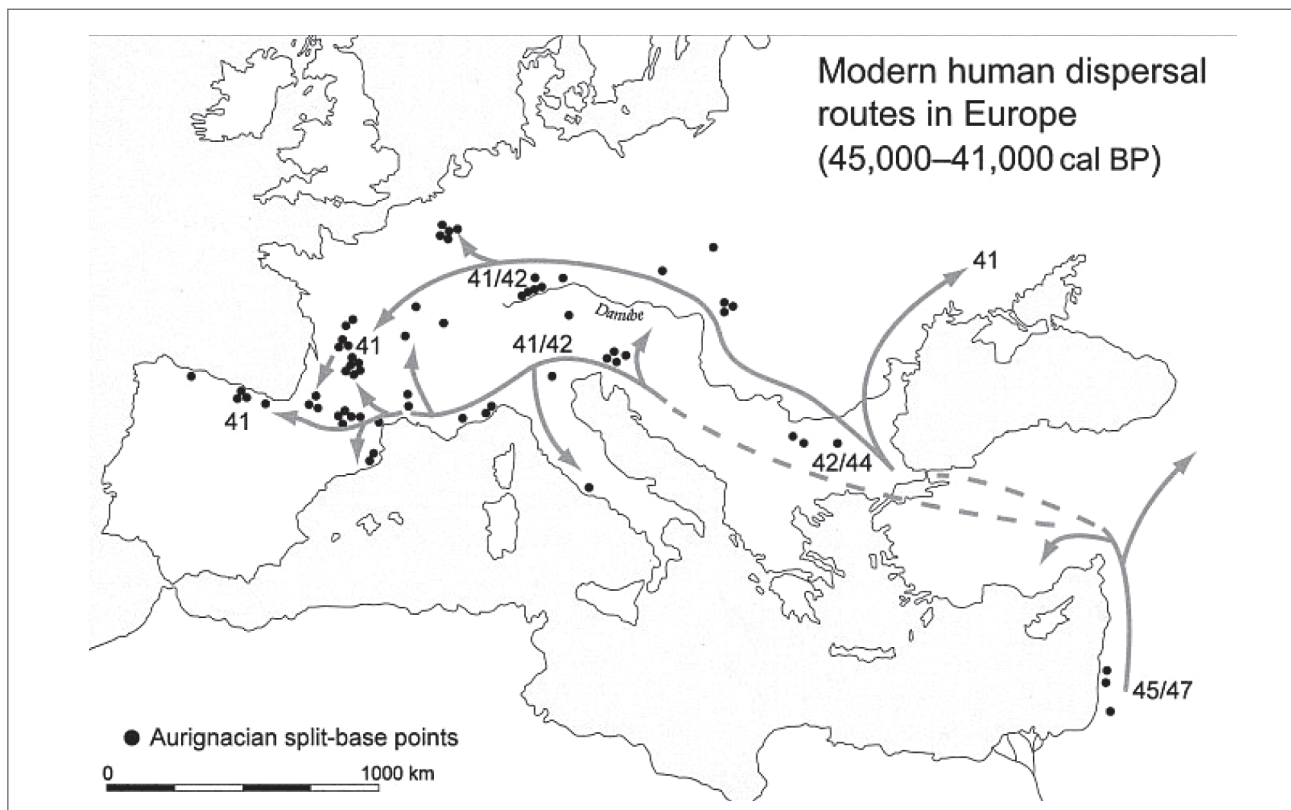 Modern human dispersal
routes in Europe
(45,000–41,000 cal BP)
41
41/42
Danube
41/42
41
41
42/44
45/47
Aurignacian split-base points
0 1000 km